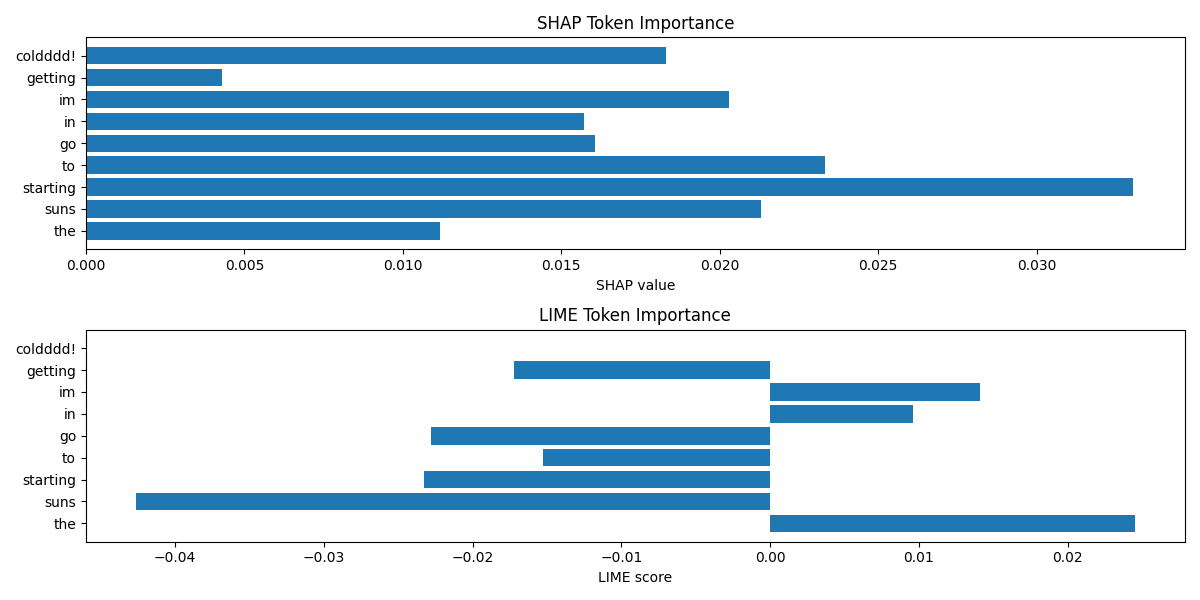 SHAP Token Importance
coldddd!
getting
im
in
go
to
starting
suns
the
0.000 0.005 0.010 0.015 0.020 0.025 0.030
SHAP value
LIME Token Importance
coldddd!
getting
im
in
go
to
starting
suns
the
−0.04 −0.03 −0.02 −0.01 0.00 0.01 0.02
LIME score